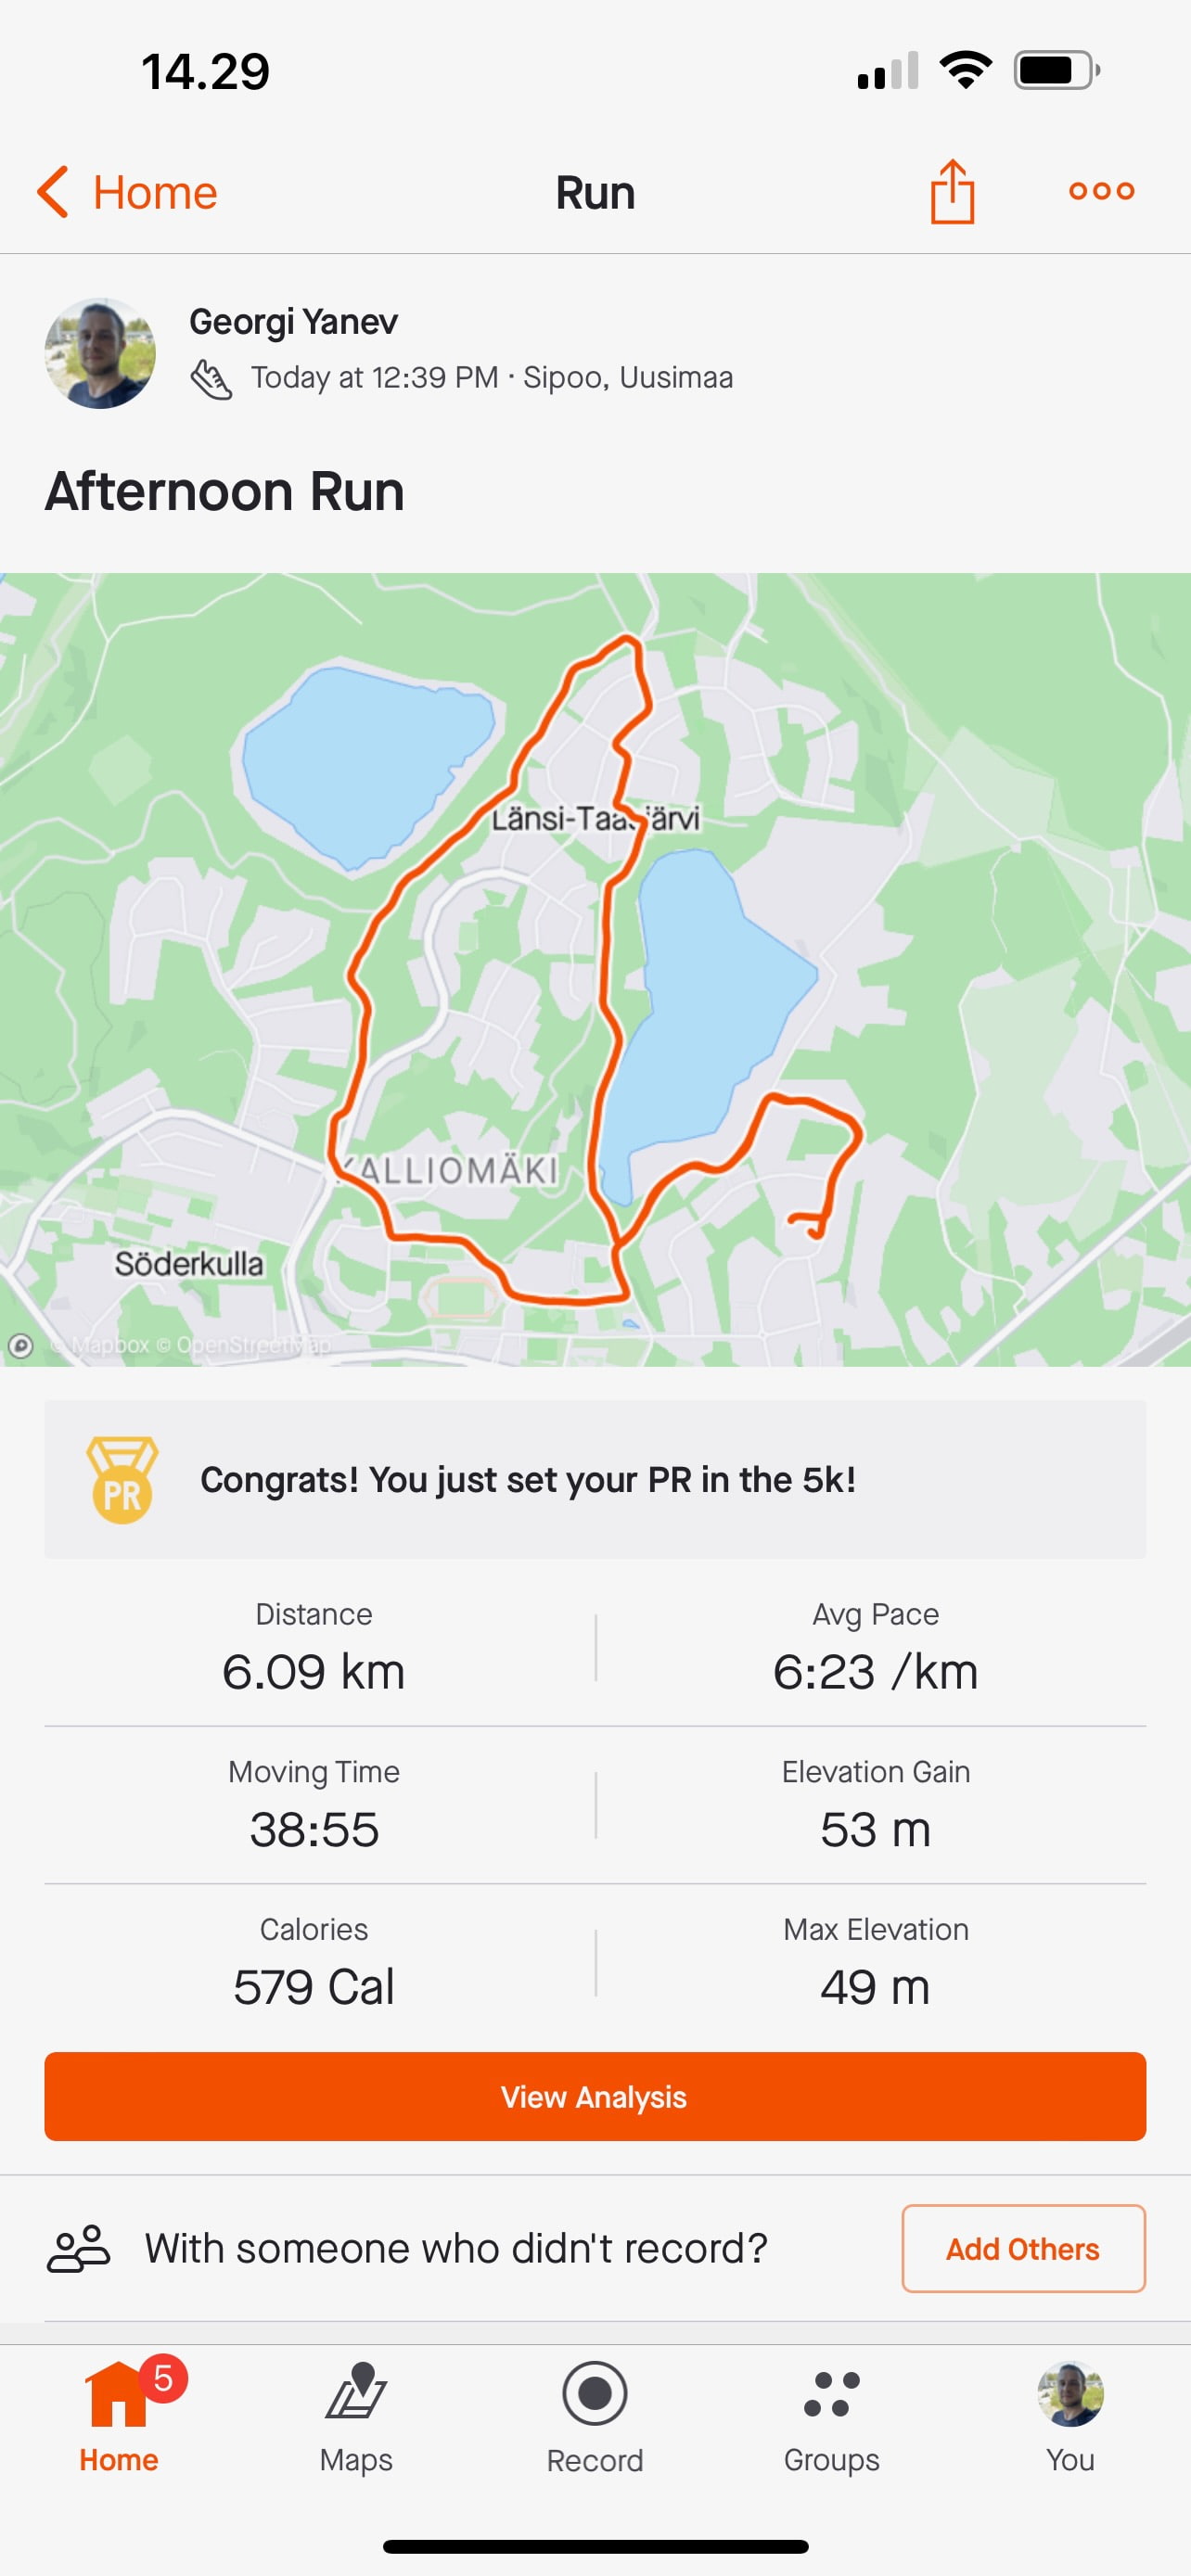 14.29
Home
Run
Georgi Yanev
Today at 12:39 PM · Sipoo, Uusimaa
Afternoon Run
Länsi-Taasjärvi
KALLIOMÄKI
Söderkulla
© Mapbox © OpenStreetMap
PR
Congrats! You just set your PR in the 5k!
Distance
6.09 km
Avg Pace
6:23 /km
Moving Time
38:55
Elevation Gain
53 m
Calories
579 Cal
Max Elevation
49 m
View Analysis
With someone who didn't record?
Add Others
5
Home
Maps
Record
Groups
You